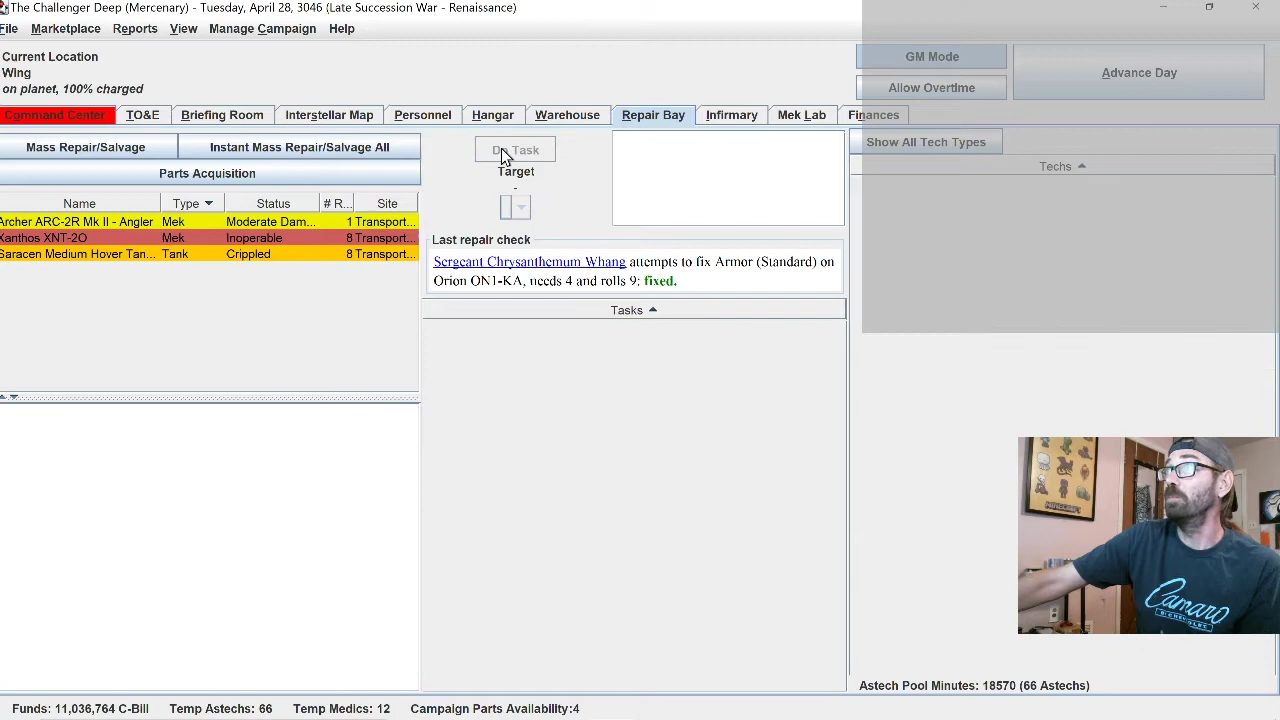 The Challenger Deep (Mercenary) - Tuesday, April 28, 3046 (Late Succession War - Renaissance)
File Marketplace Reports View Manage Campaign Help
Current Location
Wing
on planet, 100% charged
GM Mode
Allow Overtime
Advance Day
Command Center TO&E Briefing Room Interstellar Map Personnel Hangar Warehouse Repair Bay Infirmary Mek Lab Finances
Mass Repair/Salvage Instant Mass Repair/Salvage All
Parts Acquisition
Name Type Status # R... Site
Archer ARC-2R Mk II - Angler Mek Moderate Dam... 1 Transport...
Xanthos XNT-2O Mek Inoperable 8 Transport...
Saracen Medium Hover Tan... Tank Crippled 8 Transport...
Do Task
Target
-
Last repair check
Sergeant Chrysanthemum Whang attempts to fix Armor (Standard) on
Orion ON1-KA, needs 4 and rolls 9: fixed.
Tasks
Show All Tech Types
Techs
MINECRAFT
Camaro
Astech Pool Minutes: 18570 (66 Astechs)
Funds: 11,036,764 C-Bill Temp Astechs: 66 Temp Medics: 12 Campaign Parts Availability:4